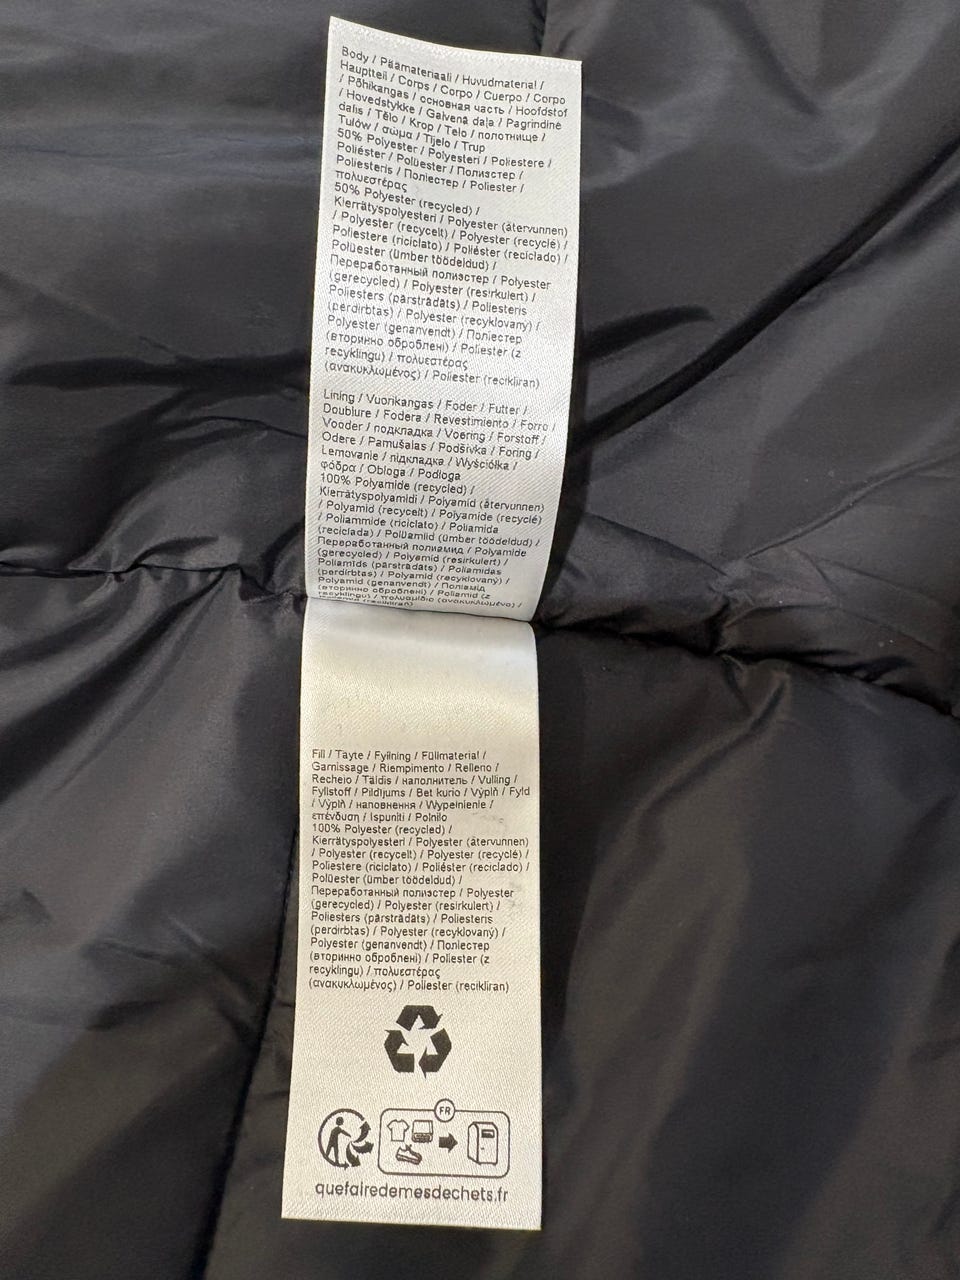 Body / Päämateriaali / Huvudmaterial /
Hauptteil / Corps / Corpo / Cuerpo / Corpo
/ Põhikangas / основная часть / Hoofdstof
/ Hovedstykke / Galvenā daļa / Pagrindinė
dalis / Tělo / Krop / Telo / полотнище /
Tułów / σώμα / Tijelo / Trup
50% Polyester / Polyesteri / Poliestere /
Poliéster / Polüester / Полиэстер /
Poliesteris / Поліестер / Poliester /
πολυεστέρας
50% Polyester (recycled) /
Kierrätyspolyesteri / Polyester (återvunnen)
/ Polyester (recycelt) / Polyester (recyclé) /
Poliestere (riciclato) / Poliéster (reciclado) /
Polüester (ümber töödeldud) /
Переработанный полиэстер / Polyester
(gerecycled) / Polyester (resirkulert) /
Poliesters (pārstrādāts) / Poliesteris
(perdirbtas) / Polyester (recyklovaný) /
Polyester (genanvendt) / Поліестер
(вторинно оброблені) / Poliester (z
recyklingu) / πολυεστέρας
(ανακυκλωμένος) / Poliester (recikliran)
Lining / Vuorikangas / Foder / Futter /
Doublure / Fodera / Revestimiento / Forro /
Vooder / подкладка / Voering / Forstoff /
Odere / Pamušalas / Podšívka / Foring /
Lemovanie / підкладка / Wyściółka /
φόδρα / Obloga / Podloga
100% Polyamide (recycled) /
Kierrätyspolyamidi / Polyamid (återvunnen)
/ Polyamid (recycelt) / Polyamide (recyclé)
/ Poliammide (riciclato) / Poliamida
(reciclada) / Polüamiid (ümber töödeldud) /
Переработанный полиамид / Polyamide
(gerecycled) / Polyamid (resirkulert) /
Poliamīds (pārstrādāts) / Poliamidas
(perdirbtas) / Polyamid (recyklovaný) /
Polyamid (genanvendt) / Поліамід
(вторинно оброблені) / Poliamid (z
recyklingu) / πολυαμίδιο (ανακυκλωμένο) /
Poliamid (recikliran)
Fill / Täyte / Fyllning / Füllmaterial /
Garnissage / Riempimento / Relleno /
Recheio / Täidis / наполнитель / Vulling /
Fyllstoff / Pildījums / Bet kurio / Výplň / Fyld
/ Výplň / наповнення / Wypełnienie /
επένδυση / Ispuniti / Polnilo
100% Polyester (recycled) /
Kierrätyspolyesteri / Polyester (återvunnen)
/ Polyester (recycelt) / Polyester (recyclé) /
Poliestere (riciclato) / Poliéster (reciclado) /
Polüester (ümber töödeldud) /
Переработанный полиэстер / Polyester
(gerecycled) / Polyester (resirkulert) /
Poliesters (pārstrādāts) / Poliesteris
(perdirbtas) / Polyester (recyklovaný) /
Polyester (genanvendt) / Поліестер
(вторинно оброблені) / Poliester (z
recyklingu) / πολυεστέρας
(ανακυκλωμένος) / Poliester (recikliran)
FR
quefairedemesdechets.fr